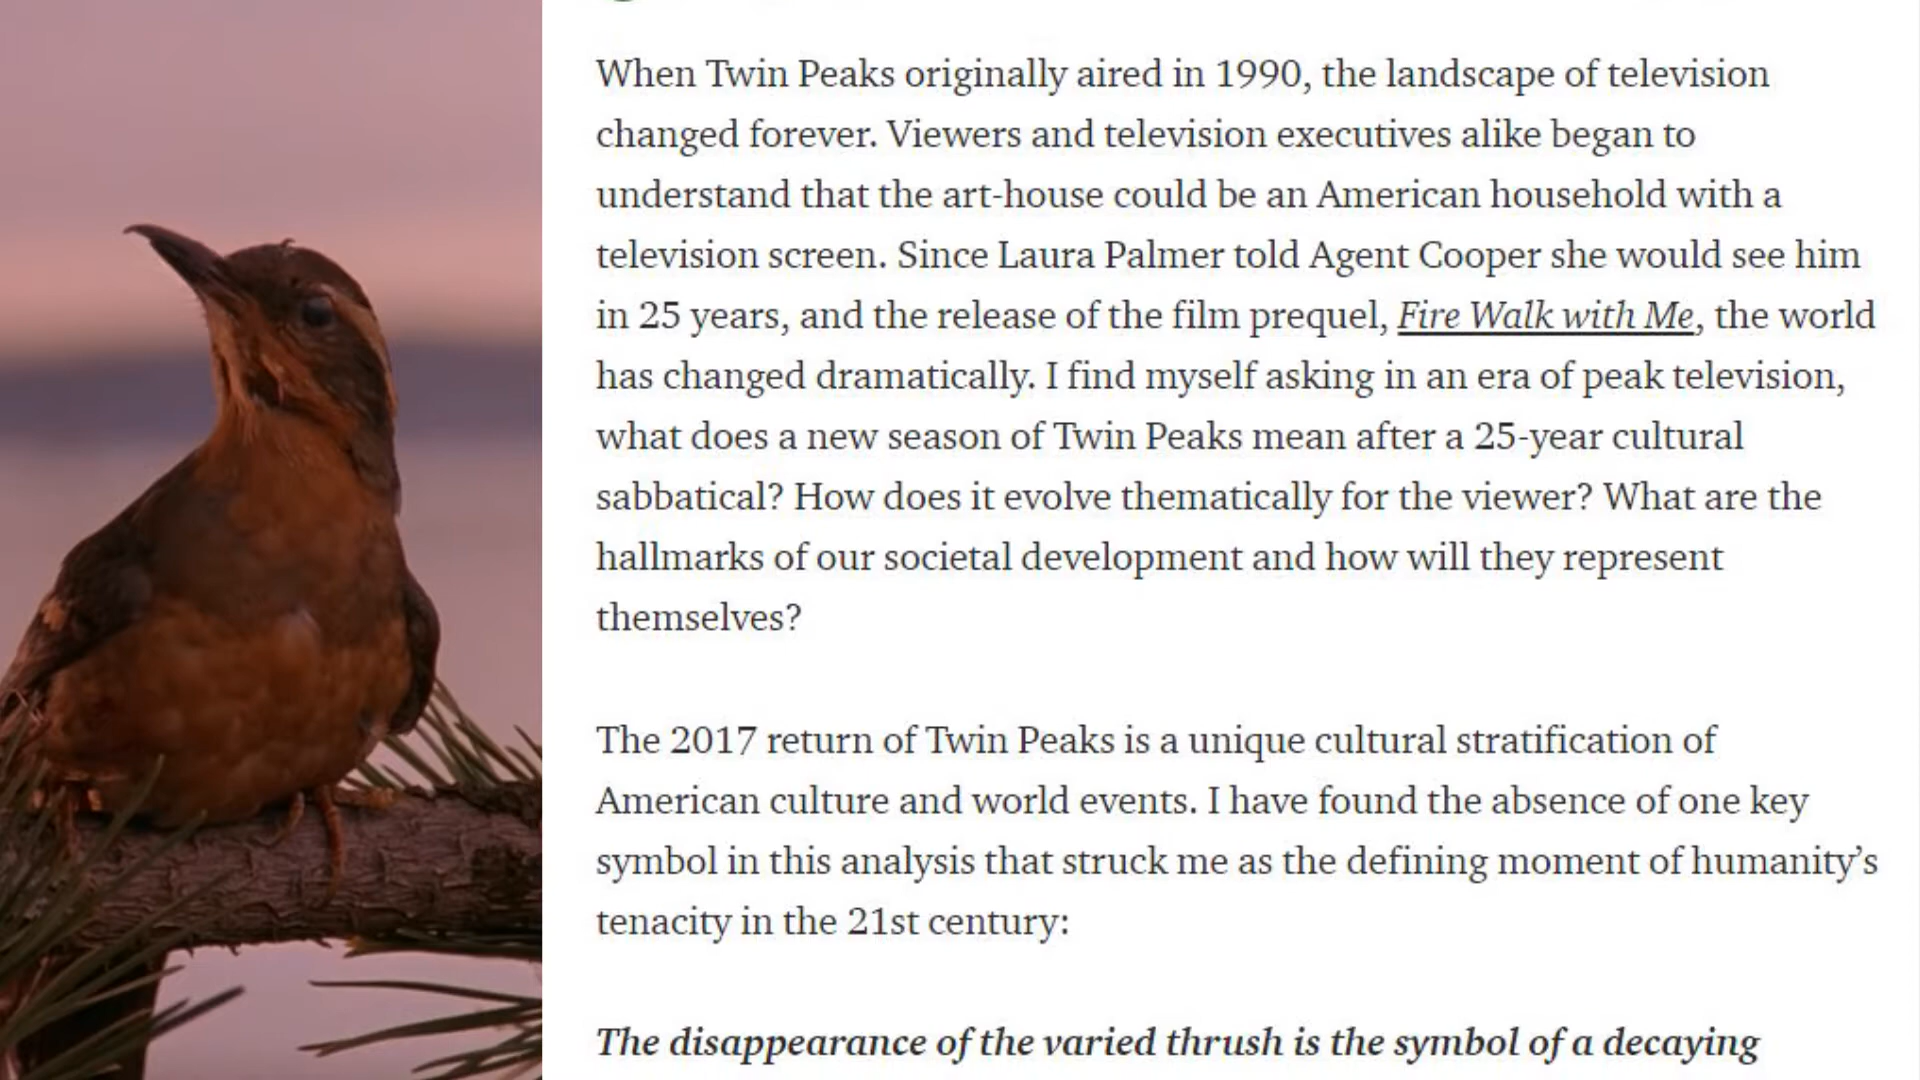 When Twin Peaks originally aired in 1990, the landscape of television
changed forever. Viewers and television executives alike began to
understand that the art-house could be an American household with a
television screen. Since Laura Palmer told Agent Cooper she would see him
in 25 years, and the release of the film prequel, Fire Walk with Me, the world
has changed dramatically. I find myself asking in an era of peak television,
what does a new season of Twin Peaks mean after a 25-year cultural
sabbatical? How does it evolve thematically for the viewer? What are the
hallmarks of our societal development and how will they represent
themselves?
The 2017 return of Twin Peaks is a unique cultural stratification of
American culture and world events. I have found the absence of one key
symbol in this analysis that struck me as the defining moment of humanity’s
tenacity in the 21st century:
The disappearance of the varied thrush is the symbol of a decaying